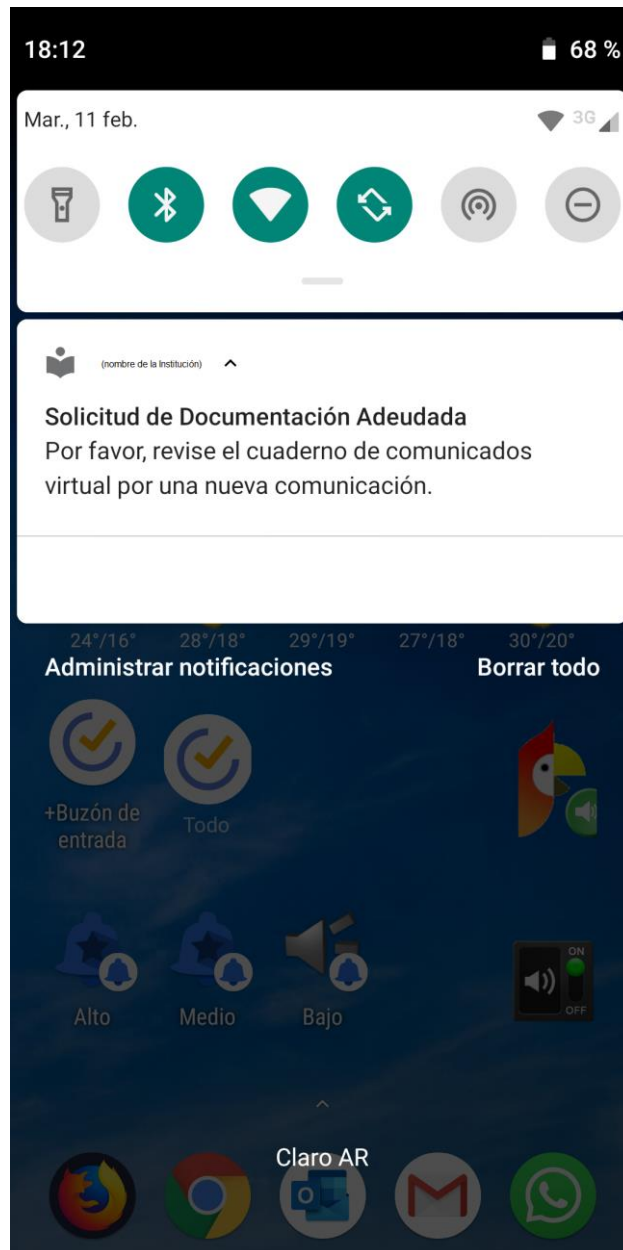 18:12 68 %
Mar., 11 feb. 3G
(nombre de la Institución)
Solicitud de Documentación Adeudada
Por favor, revise el cuaderno de comunicados
virtual por una nueva comunicación.
24°/16° 28°/18° 29°/19° 27°/18° 30°/20°
Administrar notificaciones Borrar todo
+Buzón de
entrada
Todo
ON
OFF
Alto Medio Bajo
Claro AR